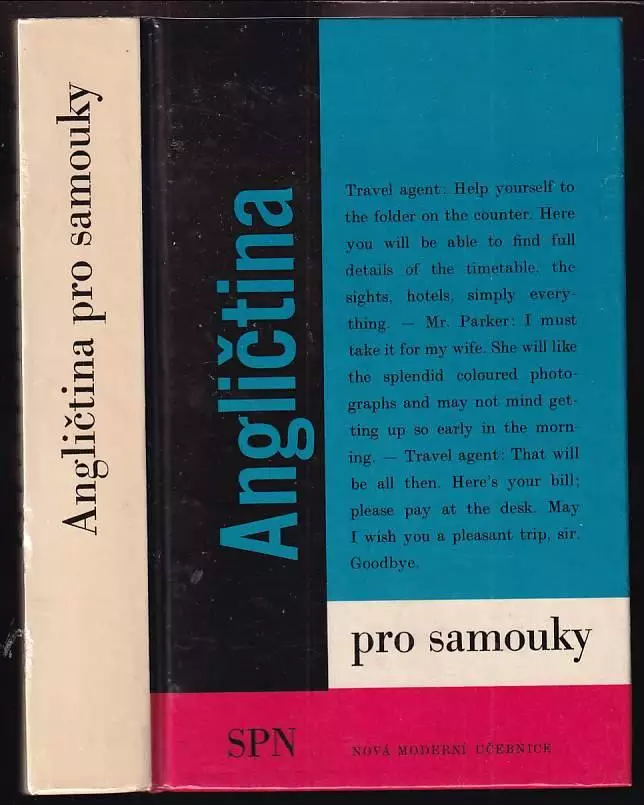 Angličtina pro samouky
Angličtina
Travel agent: Help yourself to
the folder on the counter. Here
you will be able to find full
details of the timetable, the
sights, hotels, simply every-
thing. — Mr. Parker: I must
take it for my wife. She will like
the splendid coloured photo-
graphs and may not mind get-
ting up so early in the morn-
ing. — Travel agent: That will
be all then. Here's your bill;
please pay at the desk. May
I wish you a pleasant trip, sir.
Goodbye.
pro samouky
SPN
NOVÁ MODERNÍ UČEBNICE